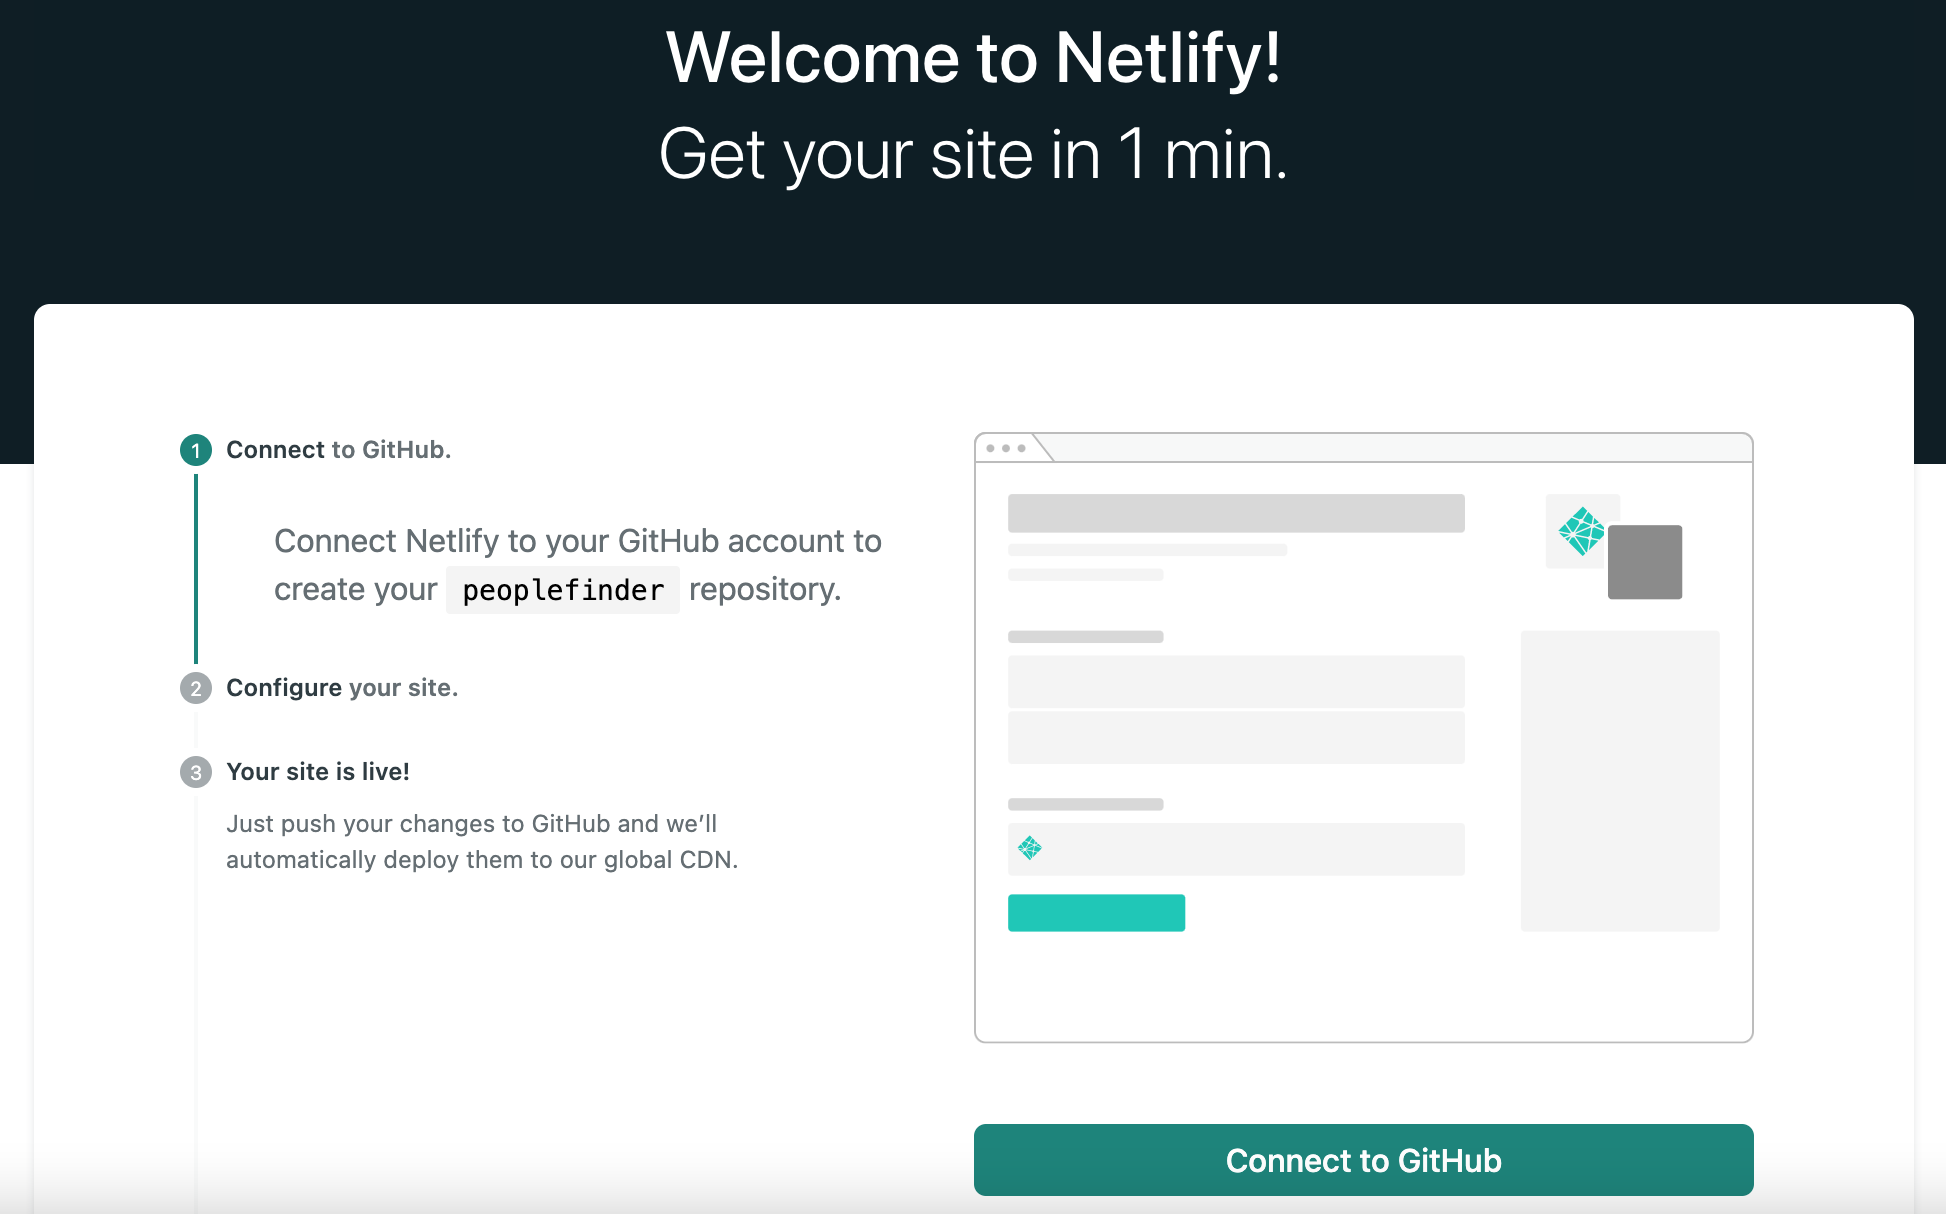 Welcome to Netlify!
Get your site in 1 min.
1 Connect to GitHub.
Connect Netlify to your GitHub account to
create your peoplefinder repository.
2 Configure your site.
3 Your site is live!
Just push your changes to GitHub and we’ll
automatically deploy them to our global CDN.
Connect to GitHub